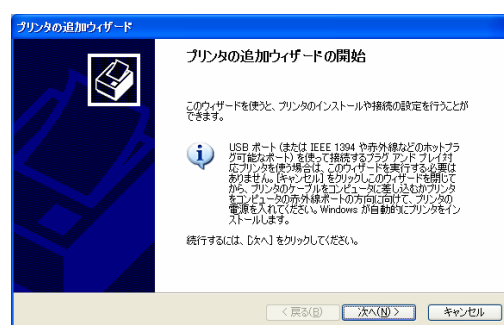 プリンタの追加ウィザード
プリンタの追加ウィザードの開始
このウィザードを使うと、プリンタのインストールや接続の設定を行うことが
できます。
USB ポート (または IEEE 1394 や赤外線などのホットプラ
グ可能なポート) を使って接続するプラグ アンド プレイ対
応プリンタを使う場合は、このウィザードを実行する必要は
ありません。[キャンセル] をクリックしこのウィザードを閉じて
から、プリンタのケーブルをコンピュータに差し込むかプリンタ
をコンピュータの赤外線ポートの方向に向けて、プリンタの
電源を入れてください。Windows が自動的にプリンタをイン
ストールします。
続行するには、[次へ] をクリックしてください。
< 戻る(B)
次へ(N) >
キャンセル